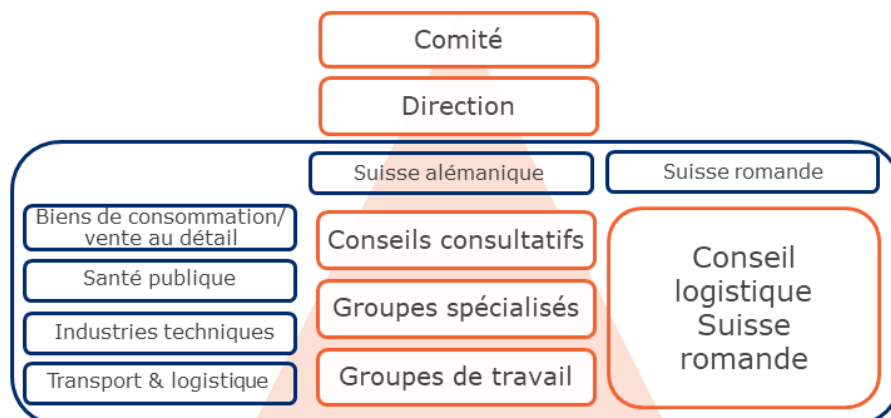 Comité
Direction
Suisse alémanique
Suisse romande
Biens de consommation/
vente au détail
Santé publique
Industries techniques
Transport & logistique
Conseils consultatifs
Groupes spécialisés
Groupes de travail
Conseil
logistique
Suisse
romande